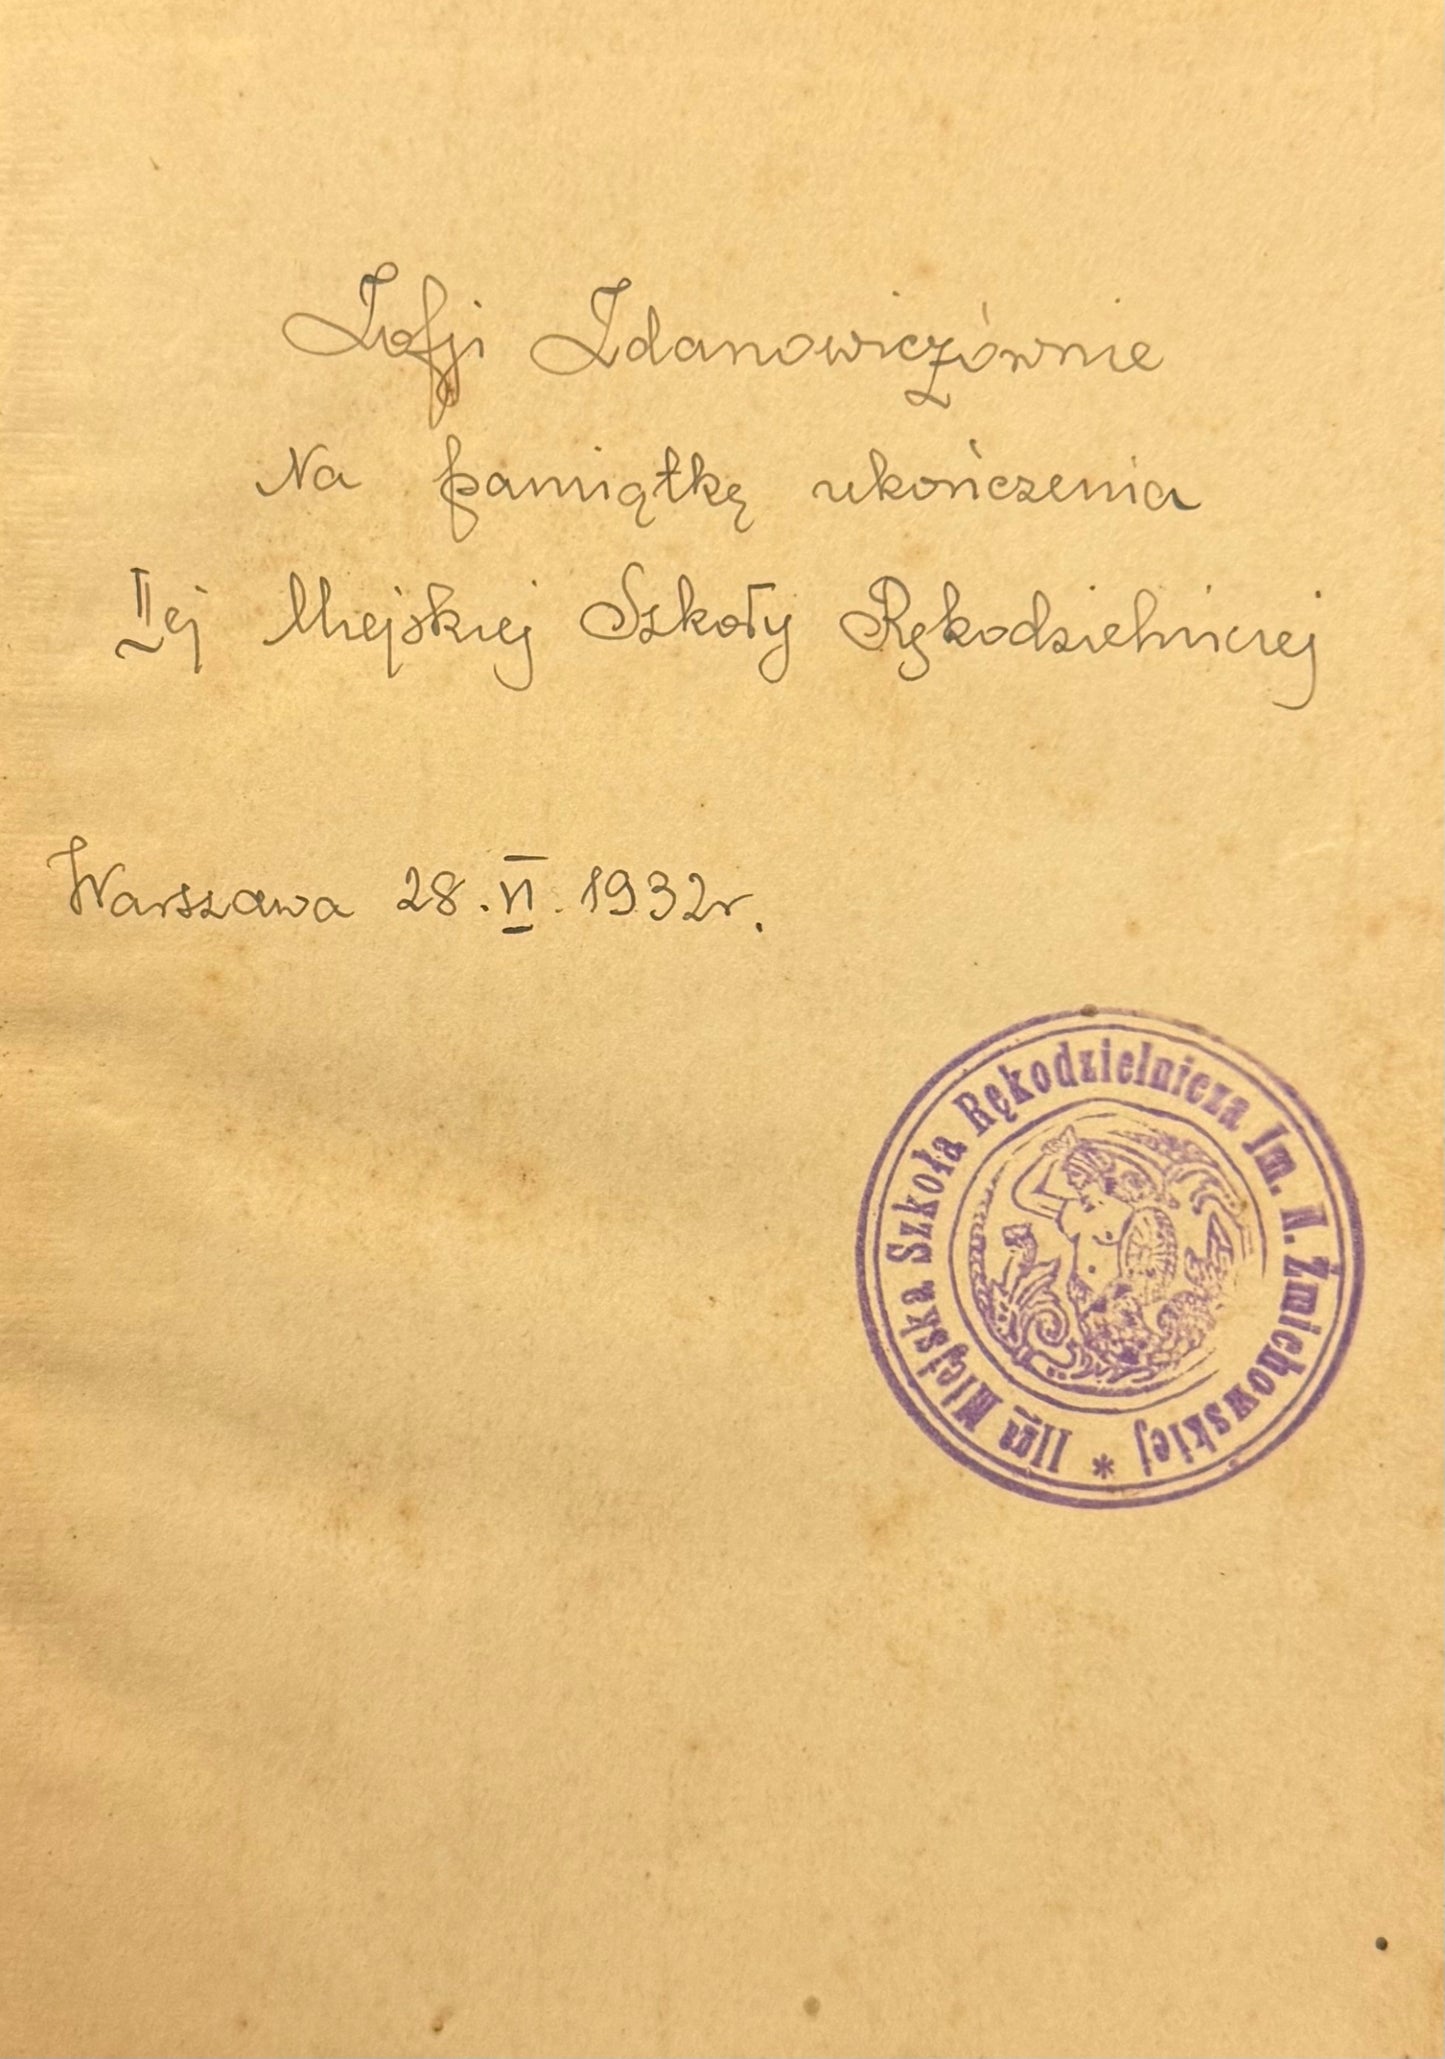 Zofji Zdanowiczównie
Na pamiątkę ukończenia
IIej Miejskiej Szkoły Rękodzielniczej
Warszawa 28.VI.1932r.
IIga Miejska Szkoła Rękodzielnicza Im. N. Żmichowskiej *